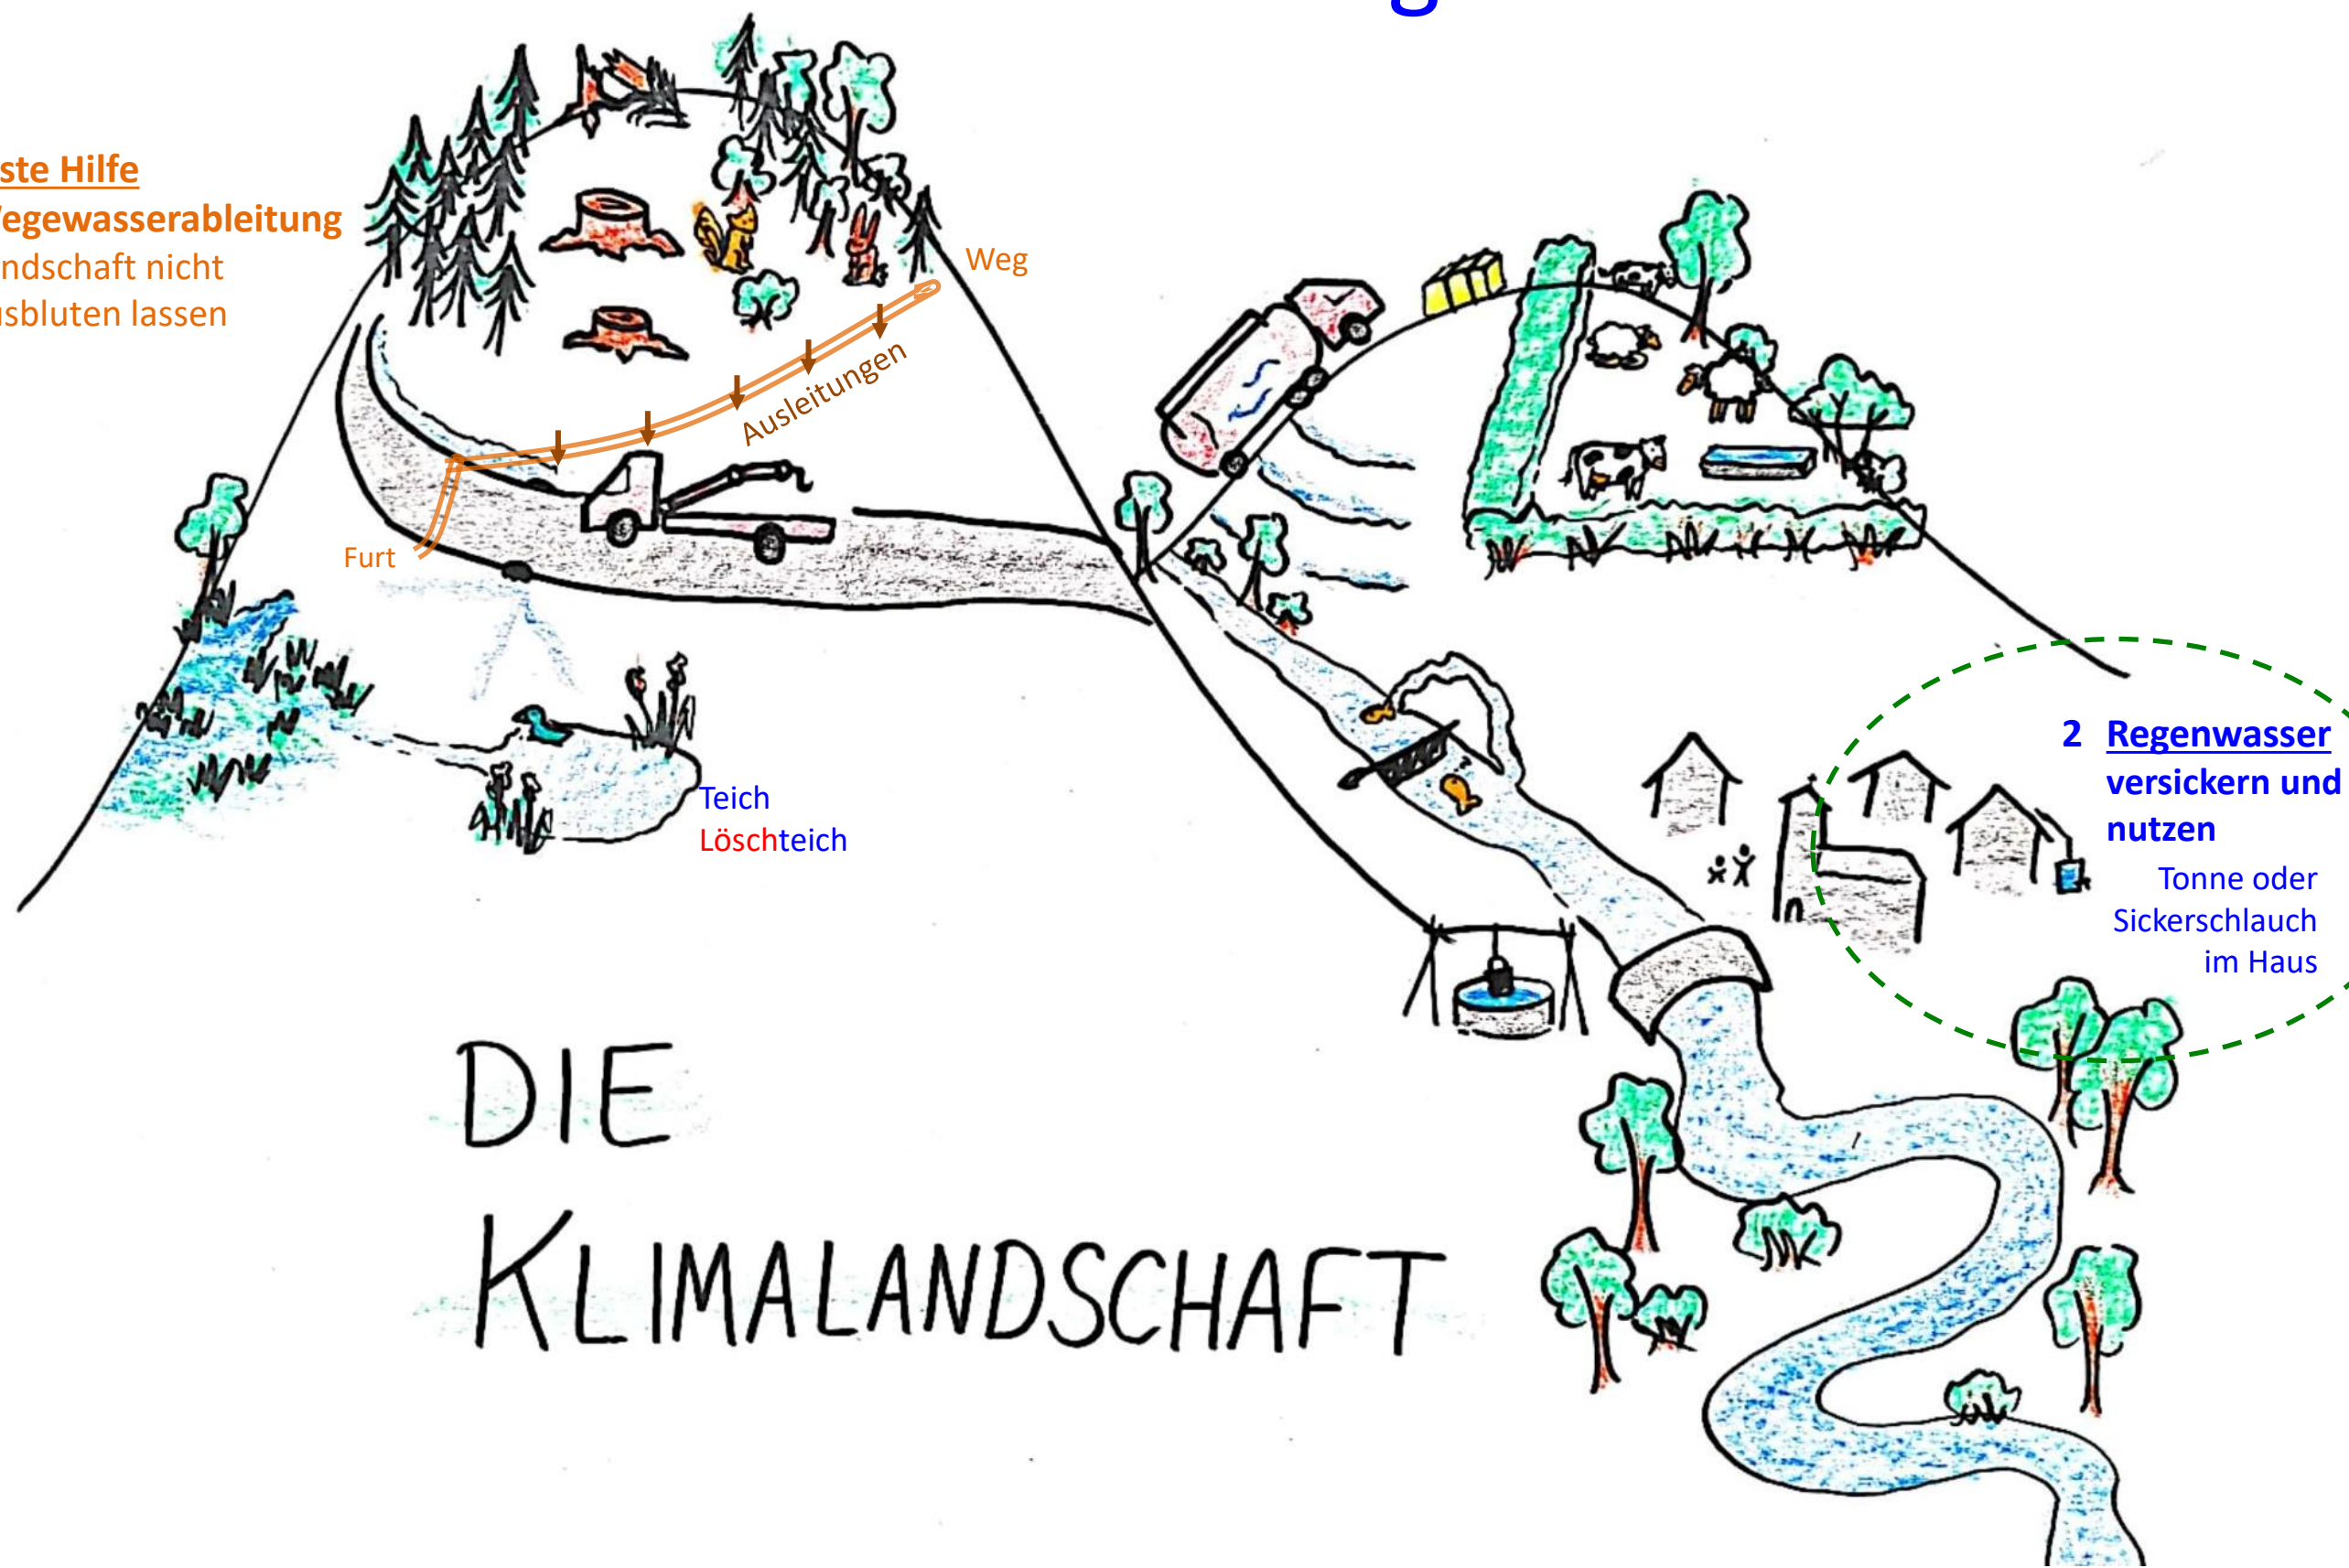 g
ste Hilfe
egewasserableitung
ndschaft nicht
sbluten lassen
Weg
Ausleitungen
Furt
Teich
Löschteich
2 Regenwasser
versickern und
nutzen
Tonne oder
Sickerschlauch
im Haus
DIE
KLIMALANDSCHAFT